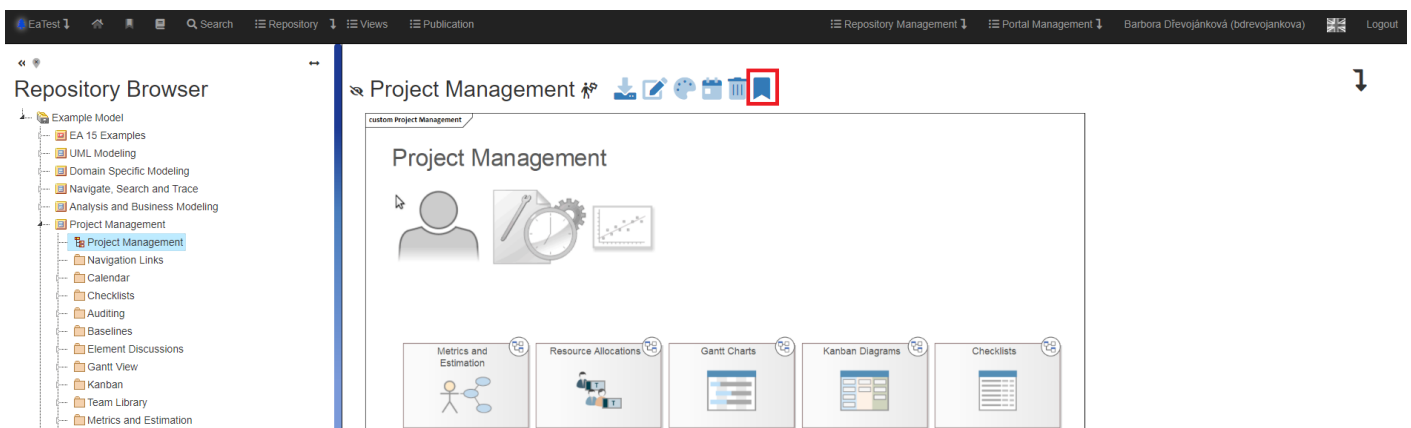 EaTest Search Repository Views Publication Repository Management Portal Management Barbora Dřevojánková (bdrevojankova) Logout
Repository Browser
Example Model
EA 15 Examples
UML Modeling
Domain Specific Modeling
Navigate, Search and Trace
Analysis and Business Modeling
Project Management
Project Management
Navigation Links
Calendar
Checklists
Auditing
Baselines
Element Discussions
Gantt View
Kanban
Team Library
Metrics and Estimation
Project Management
custom Project Management
Project Management
Metrics and
Estimation
Resource Allocations
T
T
Gantt Charts
Kanban Diagrams
Checklists